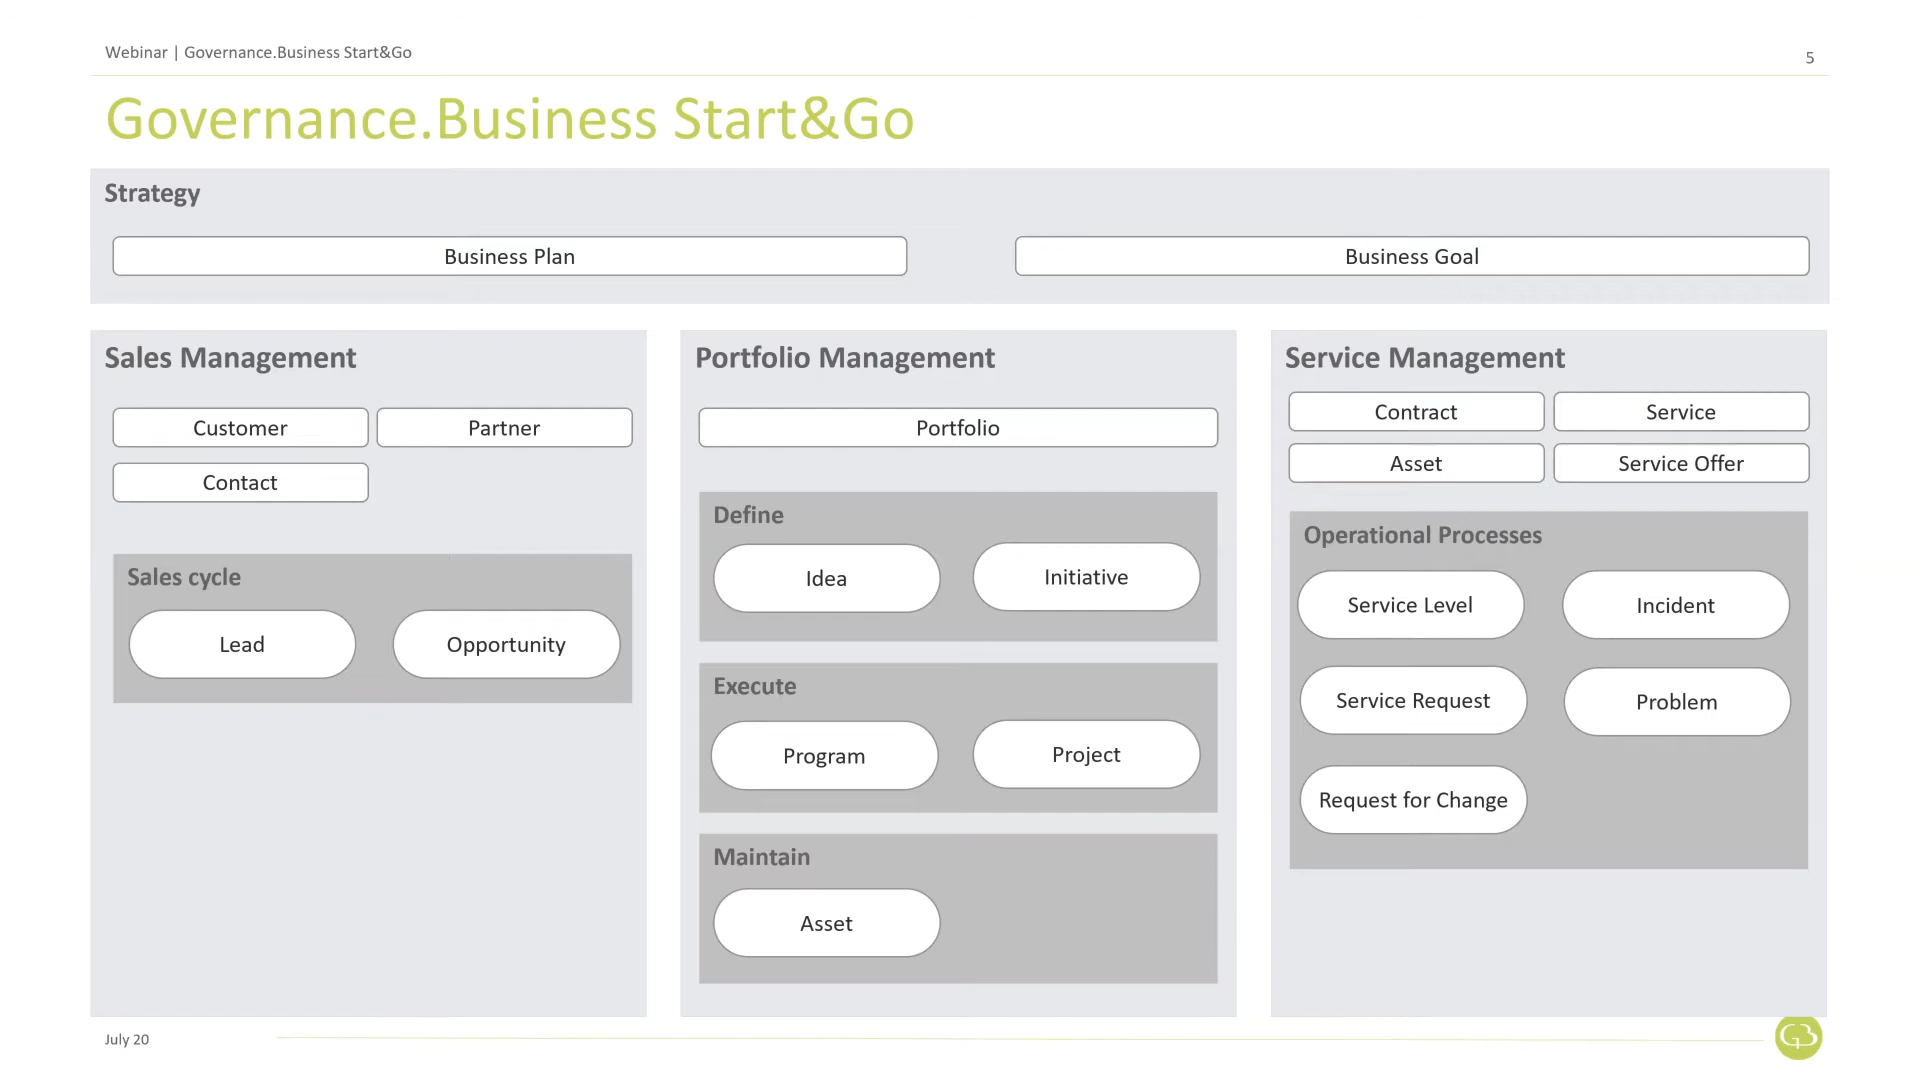 Webinar | Governance.Business Start&Go
5
Governance.Business Start&Go
Strategy
Business Plan
Business Goal
Sales Management
Customer
Partner
Contact
Sales cycle
Lead
Opportunity
Portfolio Management
Portfolio
Define
Idea
Initiative
Execute
Program
Project
Maintain
Asset
Service Management
Contract
Service
Asset
Service Offer
Operational Processes
Service Level
Incident
Service Request
Problem
Request for Change
July 20
GB